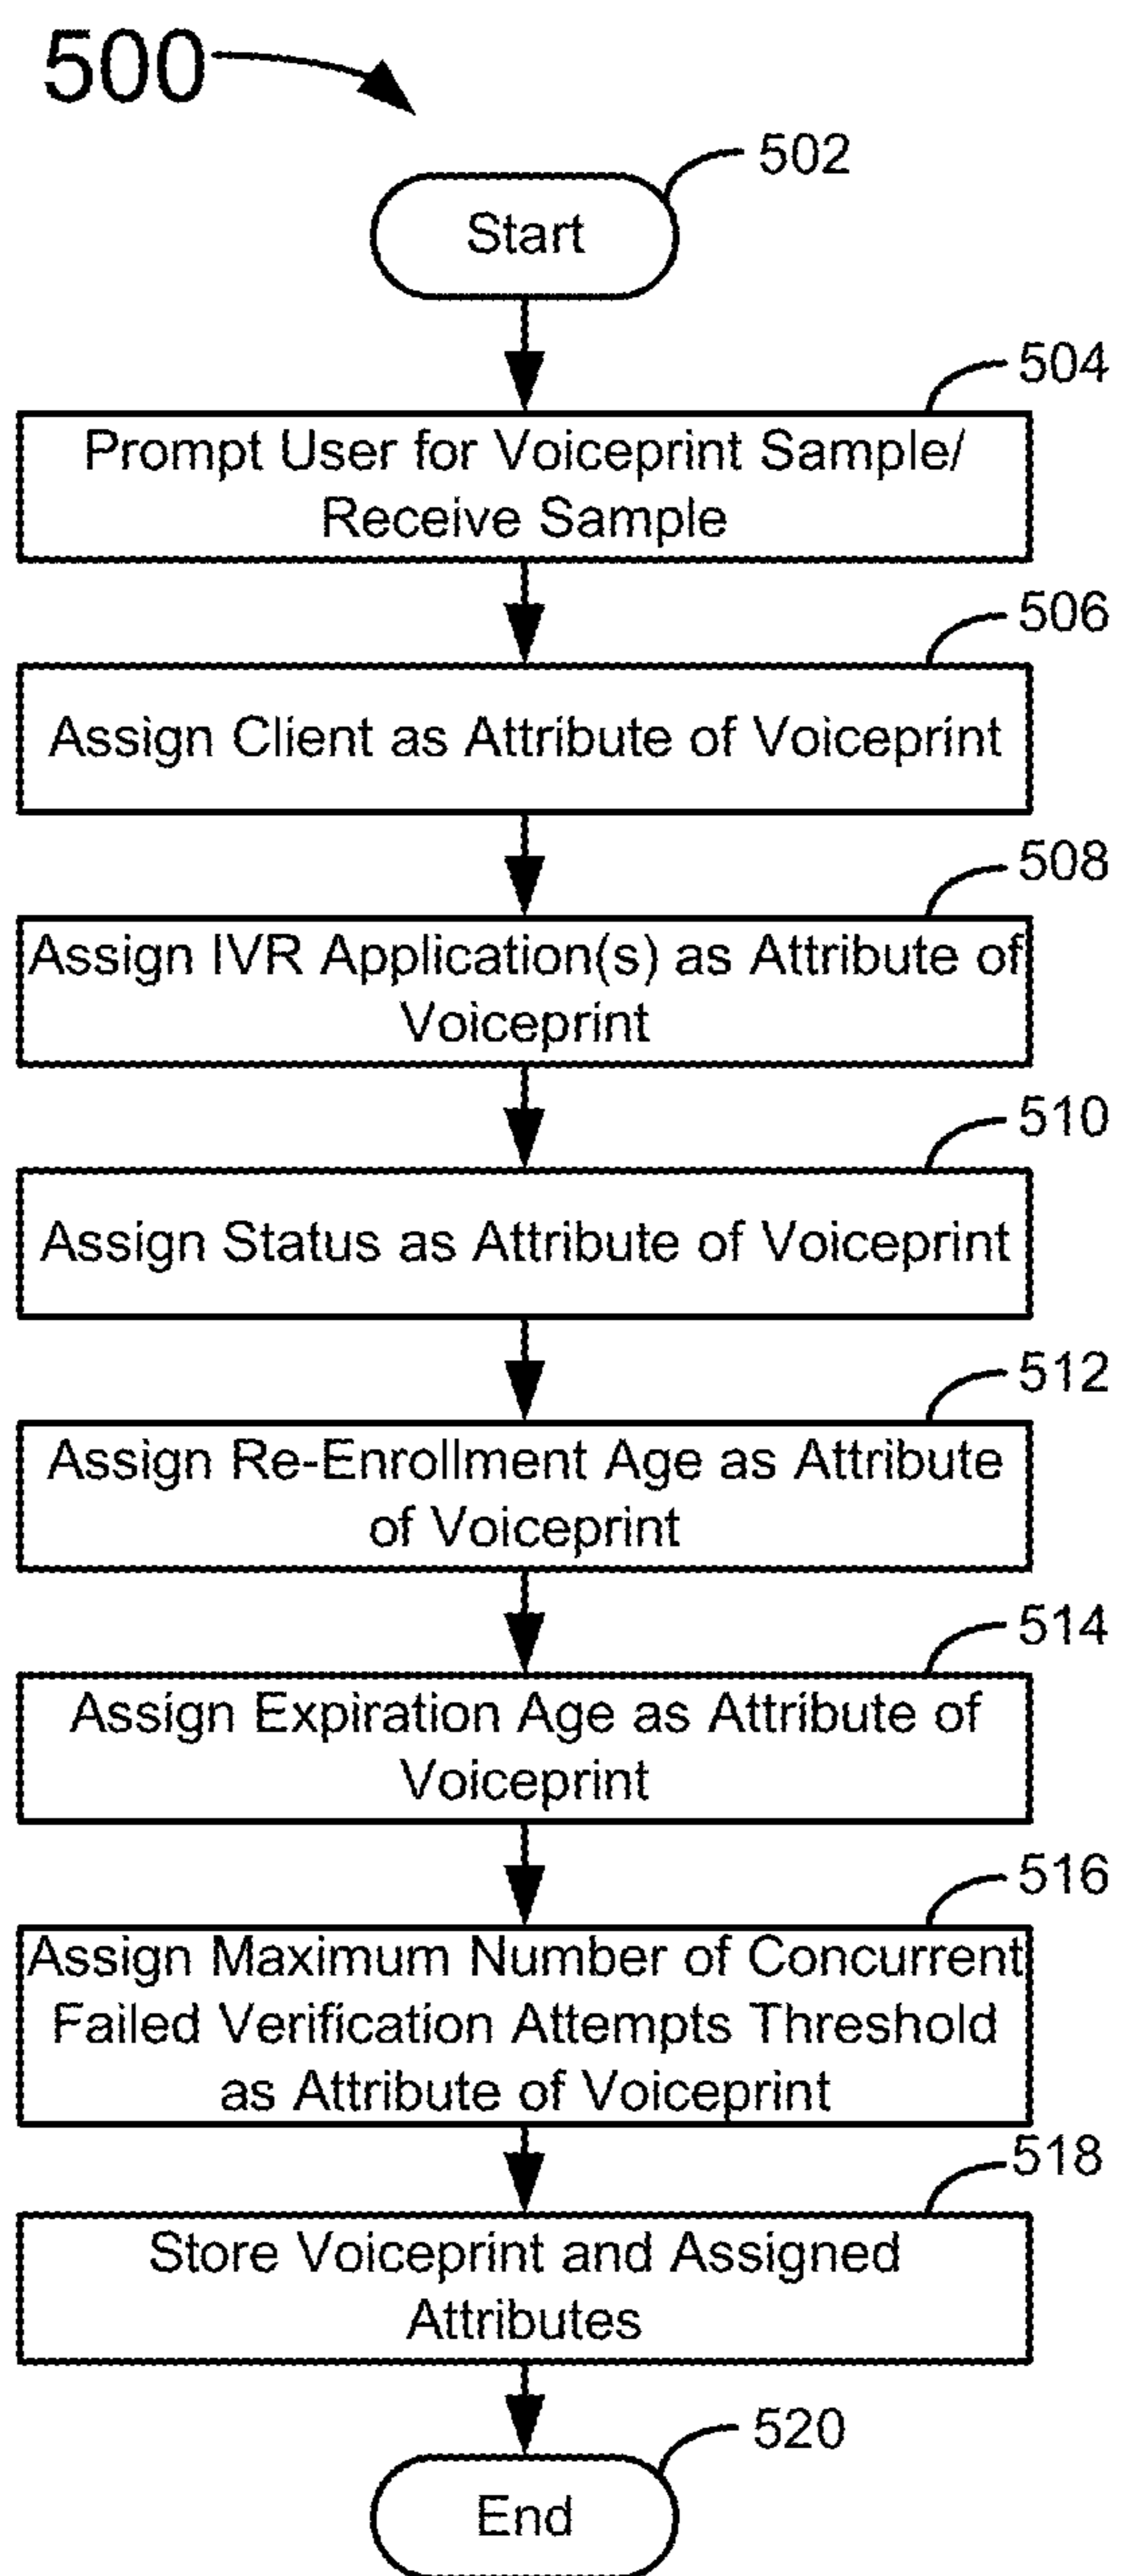 500
502
Start
504
Prompt User for Voiceprint Sample/
Receive Sample
506
Assign Client as Attribute of Voiceprint
508
Assign IVR Application(s) as Attribute of
Voiceprint
510
Assign Status as Attribute of Voiceprint
512
Assign Re-Enrollment Age as Attribute
of Voiceprint
514
Assign Expiration Age as Attribute of
Voiceprint
516
Assign Maximum Number of Concurrent
Failed Verification Attempts Threshold
as Attribute of Voiceprint
518
Store Voiceprint and Assigned
Attributes
520
End